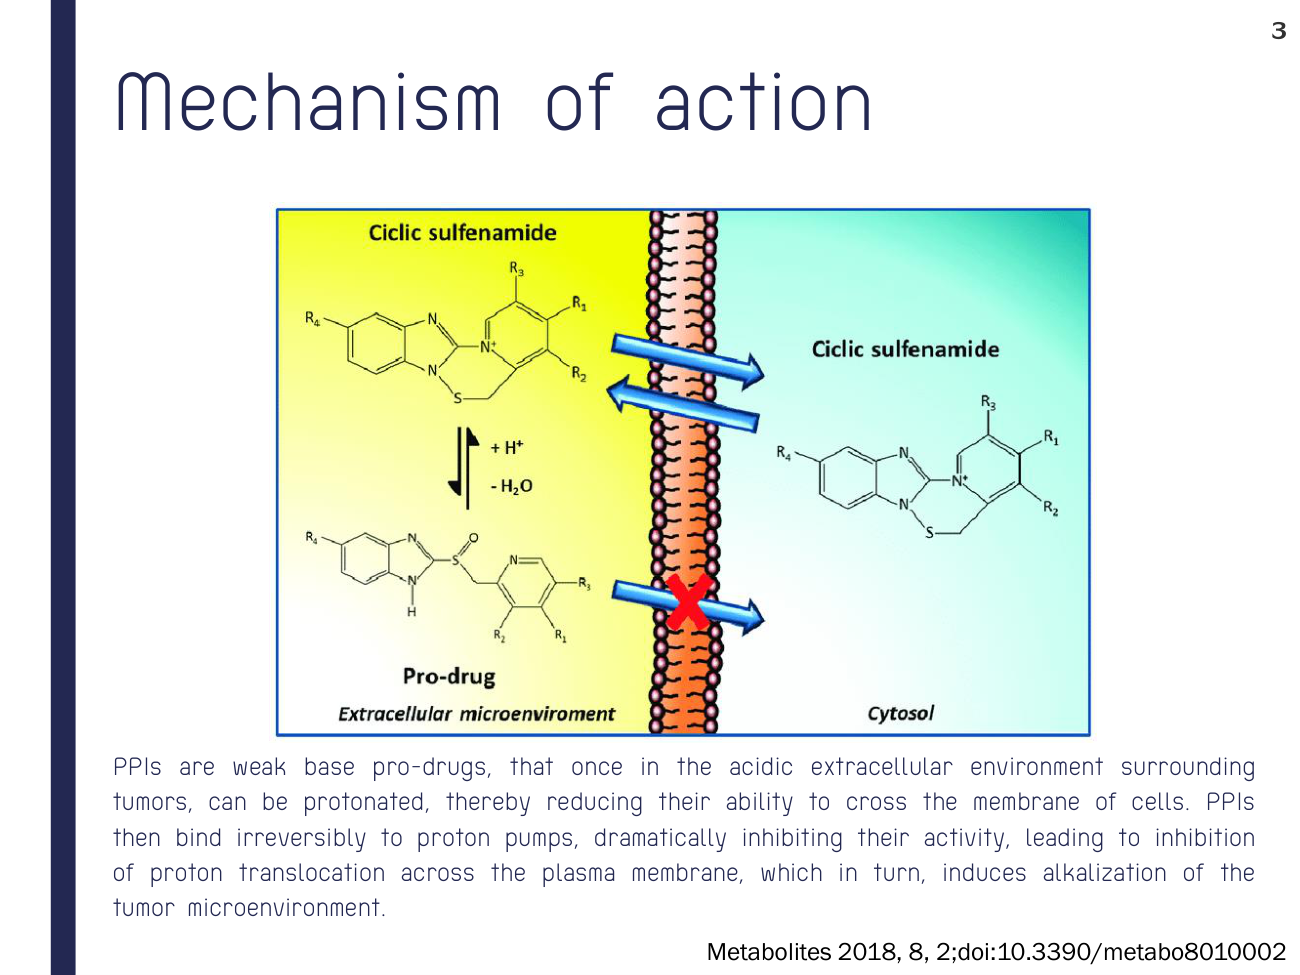 3
Mechanism of action
Ciclic sulfenamide
R3
R1
R4
N
N+
N
R2
S
Ciclic sulfenamide
R3
R1
R4
N
N+
N
R2
S
+ H+
- H2O
R4
N
O
S
N
N
R3
H
R2
R1
Pro-drug
Extracellular microenviroment
Cytosol
PPIs are weak base pro-drugs, that once in the acidic extracellular environment surrounding
tumors, can be protonated, thereby reducing their ability to cross the membrane of cells. PPIs
then bind irreversibly to proton pumps, dramatically inhibiting their activity, leading to inhibition
of proton translocation across the plasma membrane, which in turn, induces alkalization of the
tumor microenvironment.
Metabolites 2018, 8, 2;doi:10.3390/metabo8010002